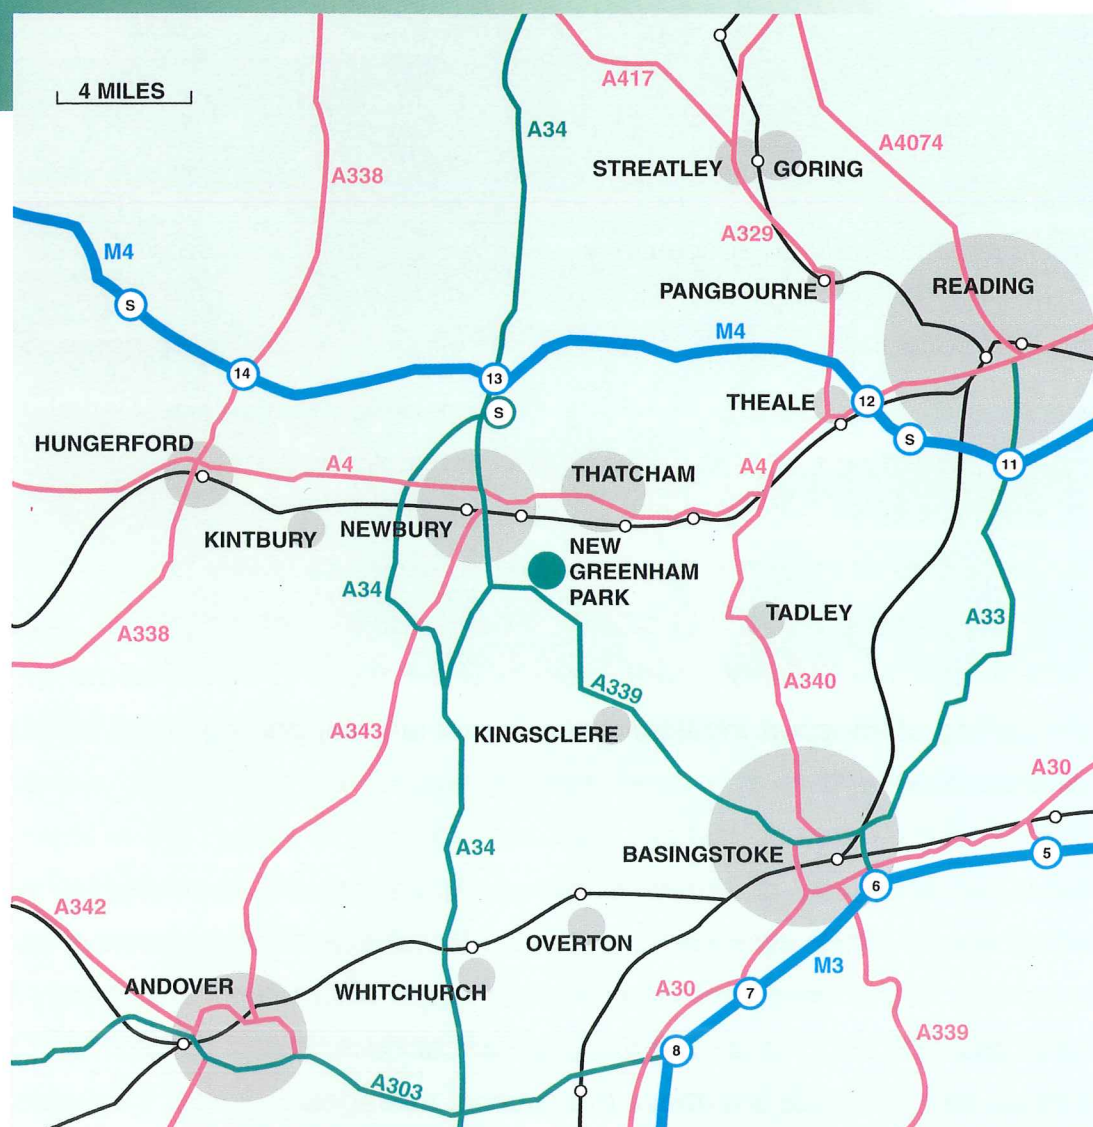 4 MILES
A417
A34
A4074
STREATLEY
GORING
A338
A329
M4
PANGBOURNE
READING
S
M4
14
13
THEALE
12
S
S
HUNGERFORD
A4
THATCHAM
A4
11
KINTBURY
NEWBURY
NEW
GREENHAM
PARK
A34
TADLEY
A33
A338
A340
A339
A343
KINGSCLERE
A30
A34
BASINGSTOKE
5
6
A342
OVERTON
M3
ANDOVER
WHITCHURCH
A30
7
A339
8
A303